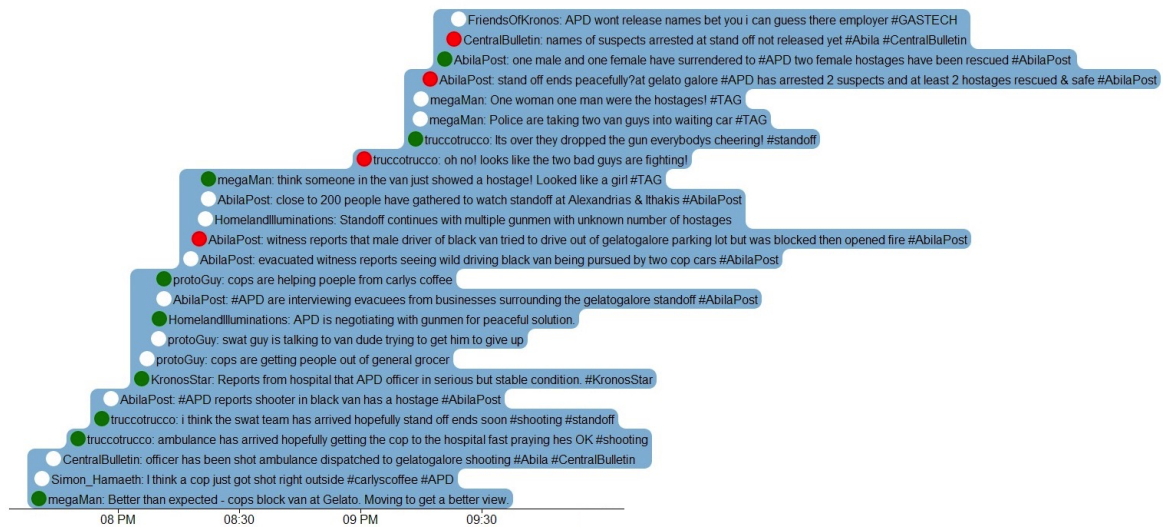 FriendsOfKronos: APD wont release names bet you i can guess there employer #GASTECH
CentralBulletin: names of suspects arrested at stand off not released yet #Abila #CentralBulletin
AbilaPost: one male and one female have surrendered to #APD two female hostages have been rescued #AbilaPost
AbilaPost: stand off ends peacefully?at gelato galore #APD has arrested 2 suspects and at least 2 hostages rescued & safe #AbilaPost
megaMan: One woman one man were the hostages! #TAG
megaMan: Police are taking two van guys into waiting car #TAG
truccotrucco: Its over they dropped the gun everybodys cheering! #standoff
truccotrucco: oh no! looks like the two bad guys are fighting!
megaMan: think someone in the van just showed a hostage! Looked like a girl #TAG
AbilaPost: close to 200 people have gathered to watch standoff at Alexandrias & Ithakis #AbilaPost
HomelandIlluminations: Standoff continues with multiple gunmen with unknown number of hostages
AbilaPost: witness reports that male driver of black van tried to drive out of gelatogalore parking lot but was blocked then opened fire #AbilaPost
AbilaPost: evacuated witness reports seeing wild driving black van being pursued by two cop cars #AbilaPost
protoGuy: cops are helping poeple from carlys coffee
AbilaPost: #APD are interviewing evacuees from businesses surrounding the gelatogalore standoff #AbilaPost
HomelandIlluminations: APD is negotiating with gunmen for peaceful solution.
protoGuy: swat guy is talking to van dude trying to get him to give up
protoGuy: cops are getting people out of general grocer
KronosStar: Reports from hospital that APD officer in serious but stable condition. #KronosStar
AbilaPost: #APD reports shooter in black van has a hostage #AbilaPost
truccotrucco: i think the swat team has arrived hopefully stand off ends soon #shooting #standoff
truccotrucco: ambulance has arrived hopefully getting the cop to the hospital fast praying hes OK #shooting
CentralBulletin: officer has been shot ambulance dispatched to gelatogalore shooting #Abila #CentralBulletin
Simon_Hamaeth: I think a cop just got shot right outside #carlyscoffee #APD
megaMan: Better than expected - cops block van at Gelato. Moving to get a better view.
08 PM 08:30 09 PM 09:30